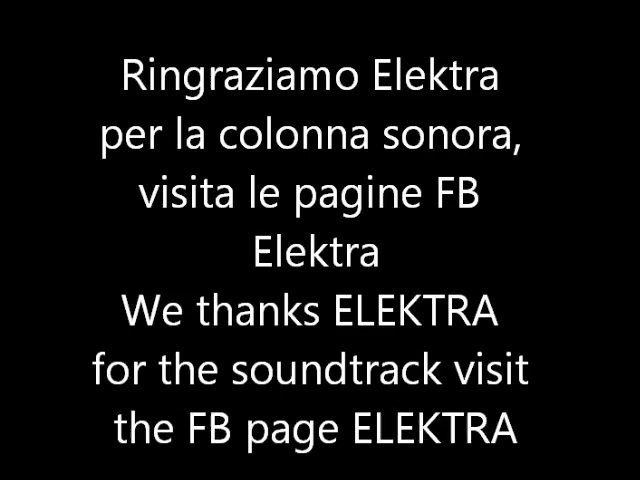 Ringraziamo Elektra
per la colonna sonora,
visita le pagine FB
Elektra
We thanks ELEKTRA
for the soundtrack visit
the FB page ELEKTRA